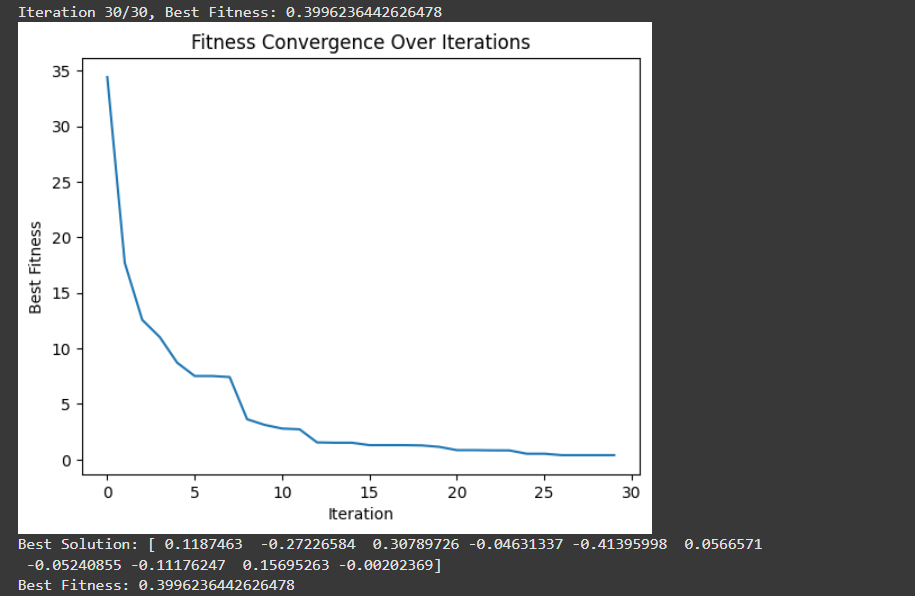 Iteration 30/30, Best Fitness: 0.3996236442626478
Fitness Convergence Over Iterations
35
30
25
20
15
10
5
0
Best Fitness
0 5 10 15 20 25 30
Iteration
Best Solution: [ 0.1187463  -0.27226584  0.30789726 -0.04631337 -0.41395998  0.0566571
 -0.05240855 -0.11176247  0.15695263 -0.00202369]
Best Fitness: 0.3996236442626478